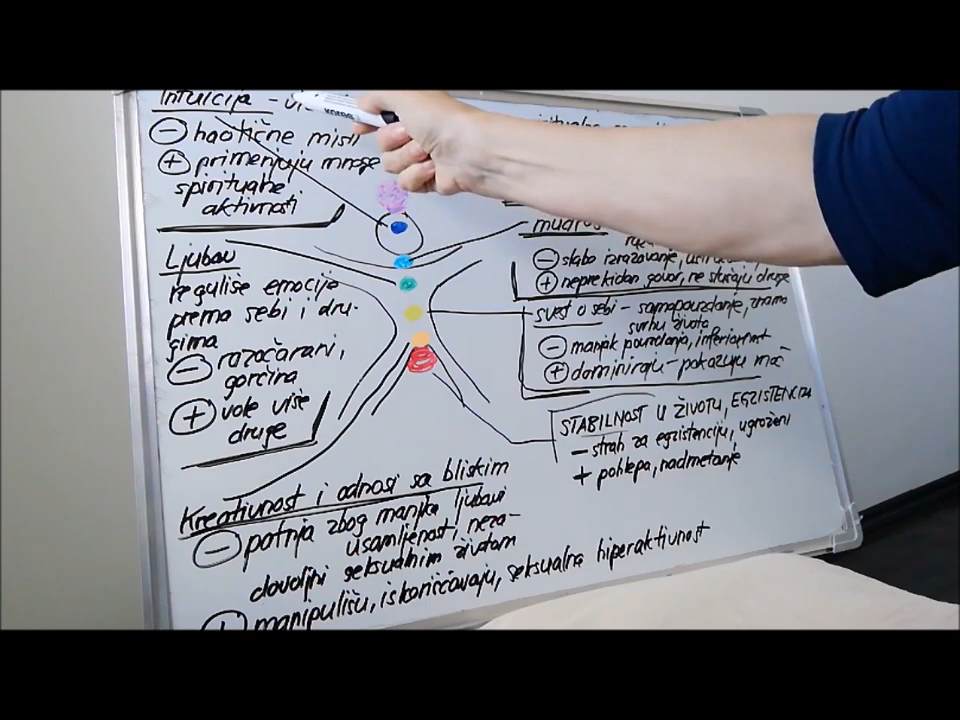 Intuicija -
⊖ haotične misli
⊕ primenjuju mnoge
spiritualne
aktivnosti
Ljubav
reguliše emocije
prema sebi i dru-
gima
⊖ razočarani,
gorčina
⊕ vole više
druge
Kreativnost i odnosi sa bliskim
⊖ patnja zbog manjka ljubavi
usamljenost, neza-
dovoljni seksualnim životom
⊕ manipulišu, iskorišćavaju, seksualna hiperaktivnost
⊖ slabo izražavanje,
⊕ neprekidan govor, ne slušaju druge
svest o sebi - samopouzdanje, znamo
svrhu života
⊖ manjak pouzdanja, inferiornost
⊕ dominiraju - pokazuju moć
STABILNOST U ŽIVOTU, EGZISTENCIJA
- strah za egzistenciju, ugroženi
+ pohlepa, nadmetanje